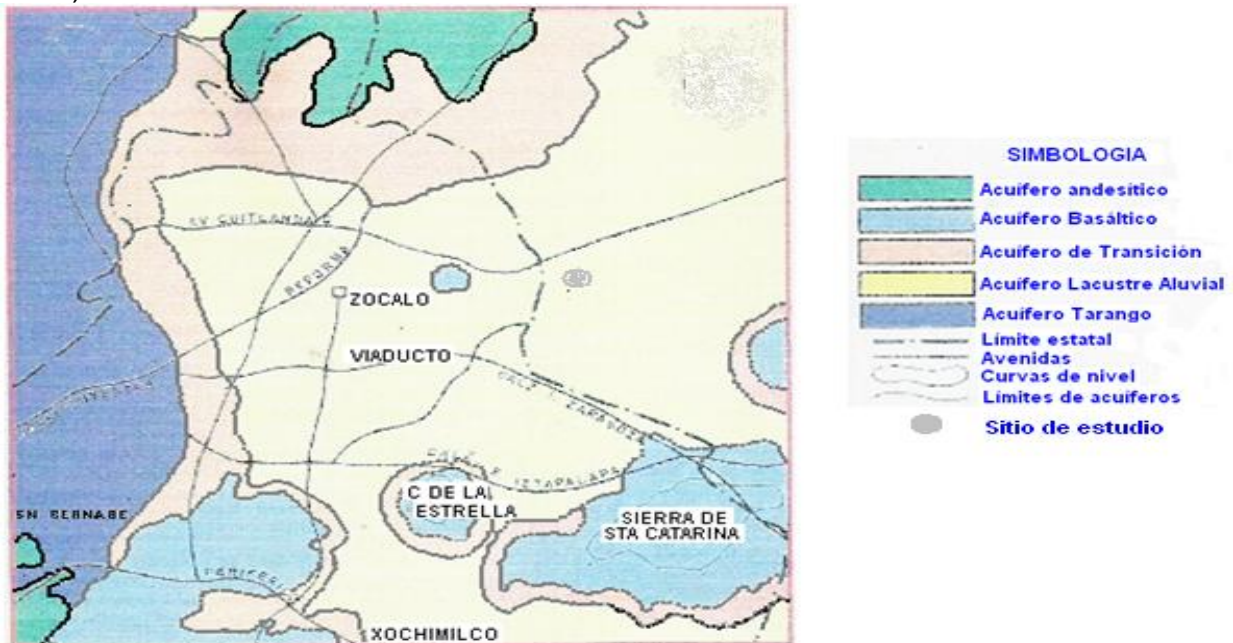 AV CUITLAHUAC
REFORMA
ZOCALO
VIADUCTO
CALZ I. ZARAGOZA
CALZ E IZTAPALAPA
C DE LA
ESTRELLA
SN BERNABE
SIERRA DE
STA CATARINA
PERIFERICO
XOCHIMILCO
SIMBOLOGIA
Acuífero andesítico
Acuífero Basáltico
Acuífero de Transición
Acuífero Lacustre Aluvial
Acuífero Tarango
Límite estatal
Avenidas
Curvas de nivel
Límites de acuíferos
Sitio de estudio